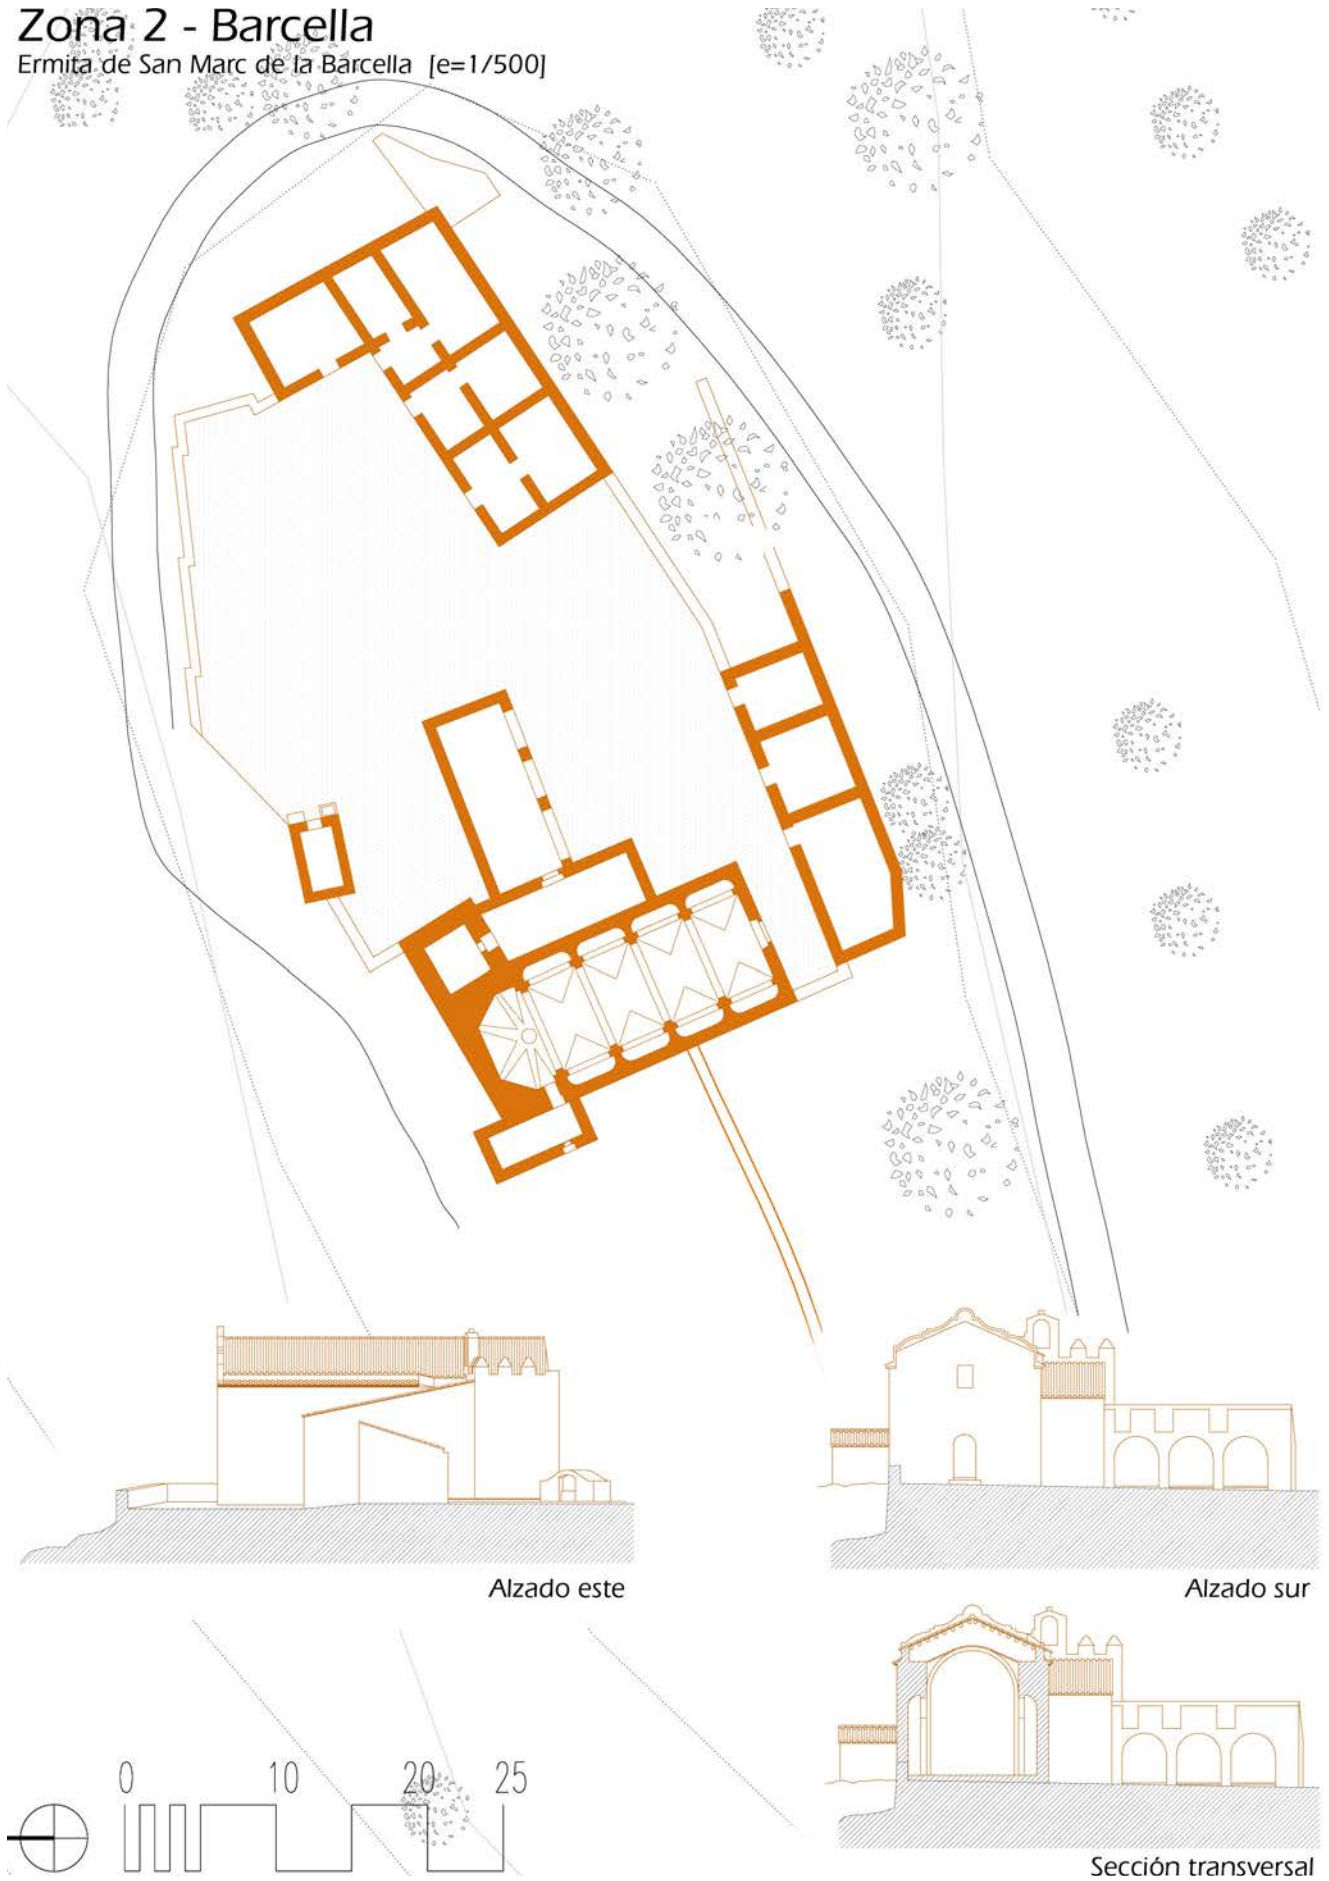 Zona 2 - Barcella
Ermita de San Marc de la Barcella [e=1/500]
Alzado este
Alzado sur
0 10 20 25
Sección transversal